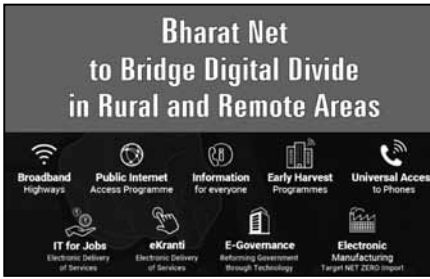 Bharat Net
to Bridge Digital Divide
in Rural and Remote Areas
Broadband
Highways
Public Internet
Access Programme
Information
for everyone
Early Harvest
Programmes
Universal Acces
to Phones
IT for Jobs
Electronic Delivery
of Services
eKranti
Electronic Delivery
of Services
E-Governance
Reforming Government
through Technology
Electronic
Manufacturing
Target NET ZERO Import